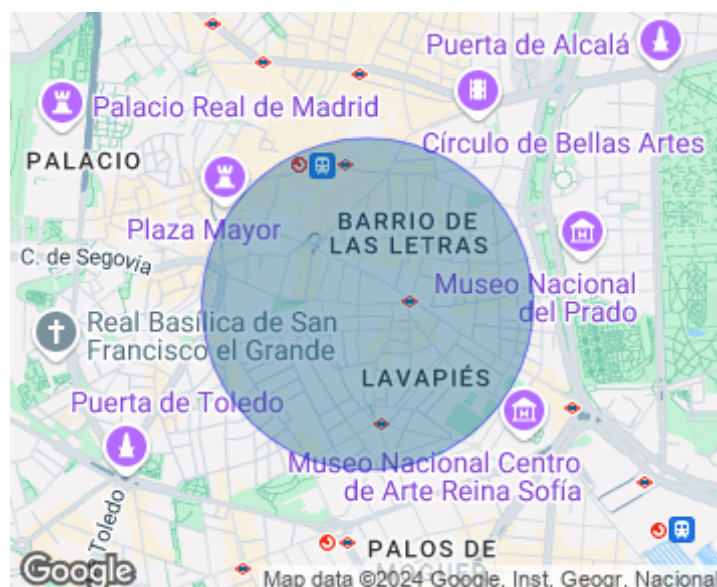 Puerta de Alcalá
Palacio Real de Madrid
Círculo de Bellas Artes
PALACIO
Plaza Mayor
BARRIO DE
LAS LETRAS
C. de Segovia
Museo Nacional
del Prado
Real Basílica de San
Francisco el Grande
LAVAPIÉS
Puerta de Toledo
Museo Nacional Centro
de Arte Reina Sofía
Toledo
PALOS DE
MOGUER
Google
Map data ©2024 Google, Inst. Geogr. Nacional